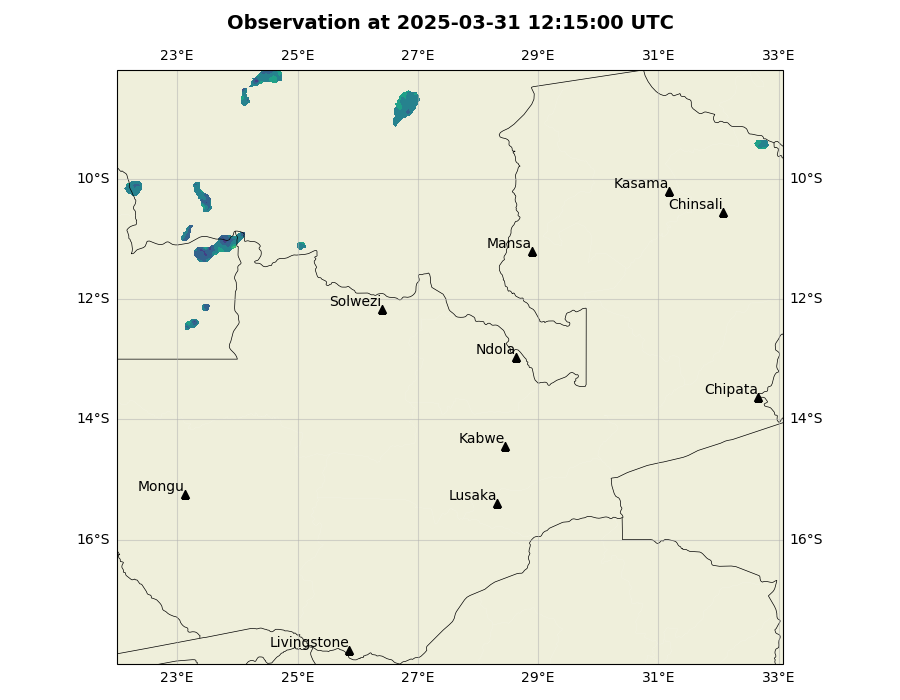 Observation at 2025-03-31 12:15:00 UTC
23°E 25°E 27°E 29°E 31°E 33°E
10°S 10°S
Kasama
Chinsali
Mansa
12°S 12°S
Solwezi
Ndola
Chipata
14°S 14°S
Kabwe
Mongu
Lusaka
16°S 16°S
Livingstone
23°E 25°E 27°E 29°E 31°E 33°E